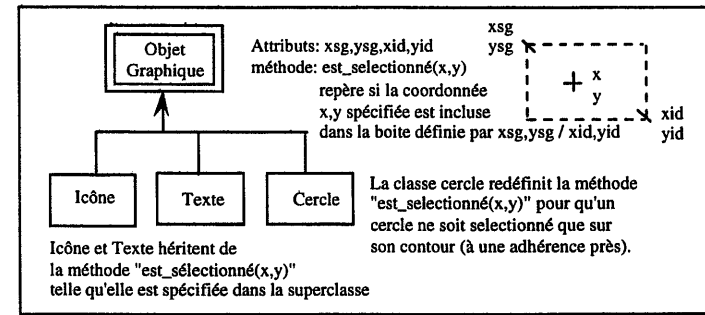 Objet
Graphique
Attributs: xsg,ysg,xid,yid
méthode: est_selectionné(x,y)
repère si la coordonnée
x,y spécifiée est incluse
dans la boite définie par xsg,ysg / xid,yid
xsg
ysg
x
y
xid
yid
Icône
Texte
Cercle
La classe cercle redéfinit la méthode
"est_selectionné(x,y)" pour qu'un
cercle ne soit selectionné que sur
son contour (à une adhérence près).
Icône et Texte héritent de
la méthode "est_sélectionné(x,y)"
telle qu'elle est spécifiée dans la superclasse